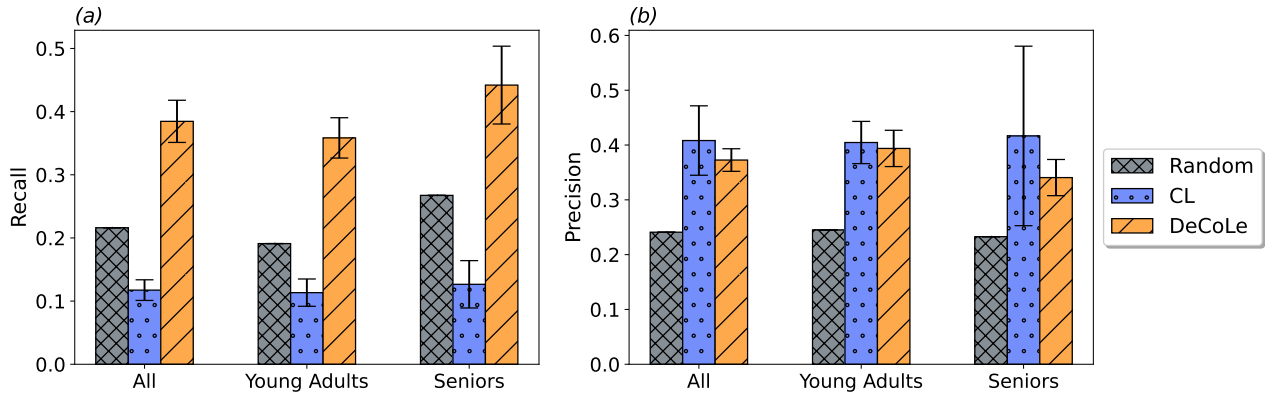 (a)
Recall
0.5
0.4
0.3
0.2
0.1
0.0
All
Young Adults
Seniors
(b)
Precision
0.6
0.5
0.4
0.3
0.2
0.1
0.0
All
Young Adults
Seniors
Random
CL
DeCoLe